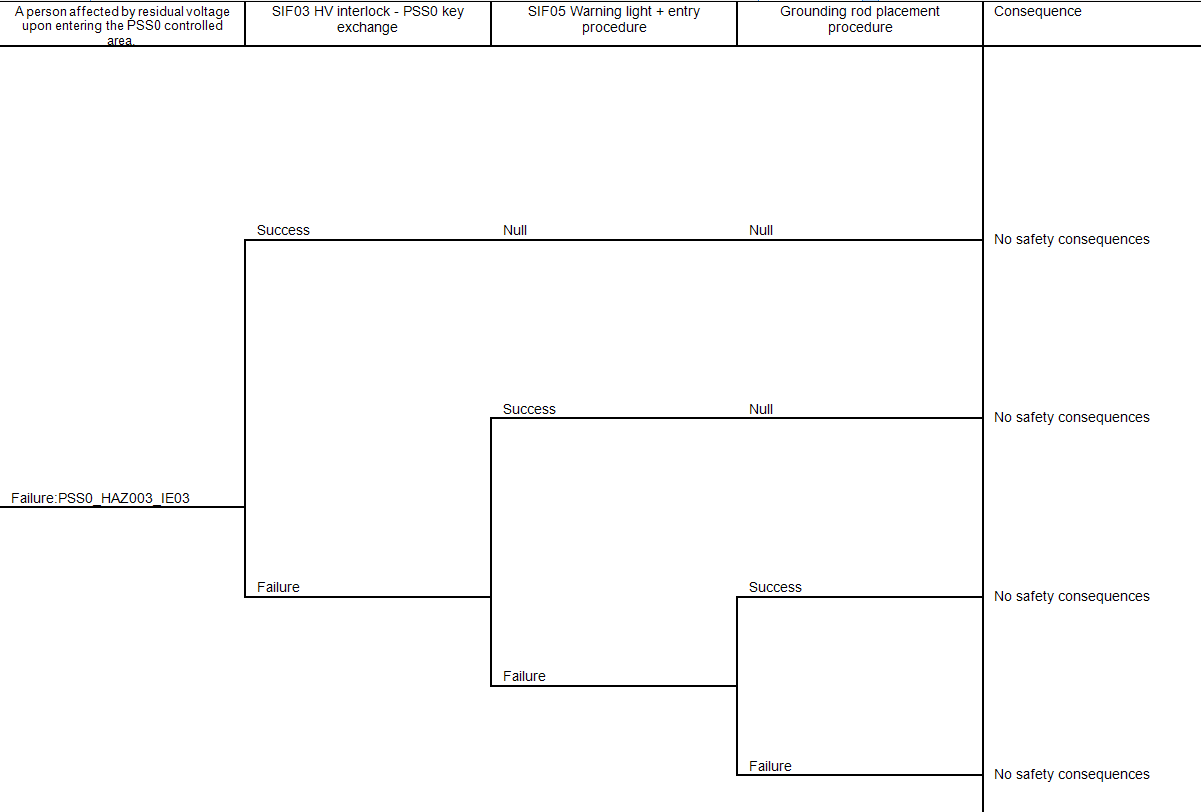 A person affected by residual voltage
upon entering the PSS0 controlled
area.
SIF03 HV interlock - PSS0 key
exchange
SIF05 Warning light + entry
procedure
Grounding rod placement
procedure
Consequence
Success
Null
Null
No safety consequences
Success
Null
No safety consequences
Failure:PSS0_HAZ003_IE03
Failure
Success
No safety consequences
Failure
Failure
No safety consequences